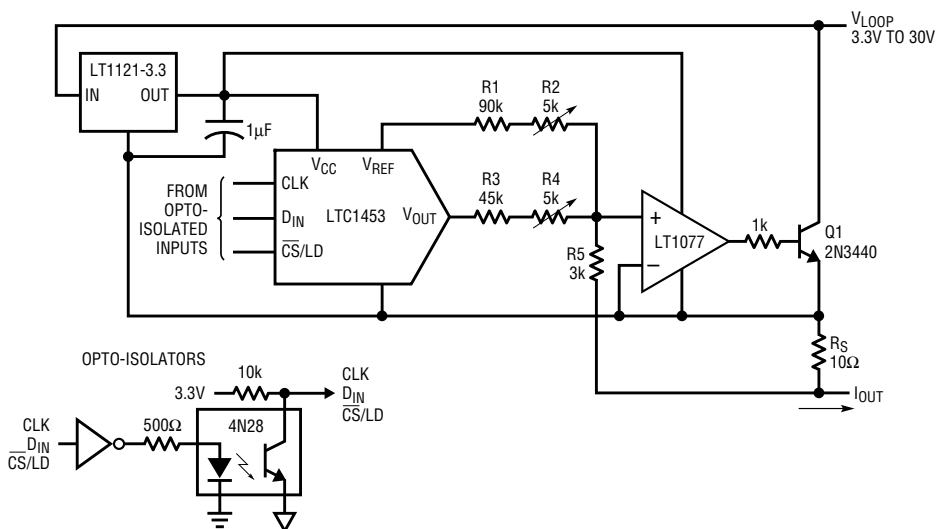 VLOOP
3.3V TO 30V
LT1121-3.3
IN
OUT
1µF
R1
90k
R2
5k
VCC
VREF
FROM
OPTO-
ISOLATED
INPUTS
CLK
DIN
CS/LD
LTC1453
VOUT
R3
45k
R4
5k
R5
3k
+
−
LT1077
1k
Q1
2N3440
RS
10Ω
IOUT
OPTO-ISOLATORS
3.3V
10k
CLK
DIN
CS/LD
CLK
DIN
CS/LD
500Ω
4N28